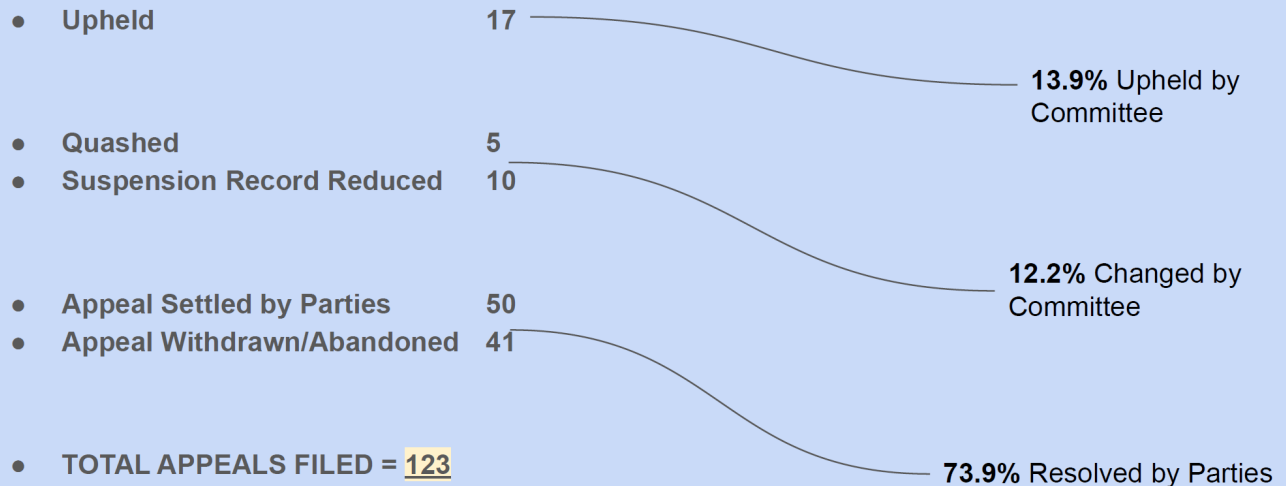 ● Upheld 17
13.9% Upheld by
Committee
● Quashed 5
● Suspension Record Reduced 10
12.2% Changed by
Committee
● Appeal Settled by Parties 50
● Appeal Withdrawn/Abandoned 41
● TOTAL APPEALS FILED = 123
73.9% Resolved by Parties